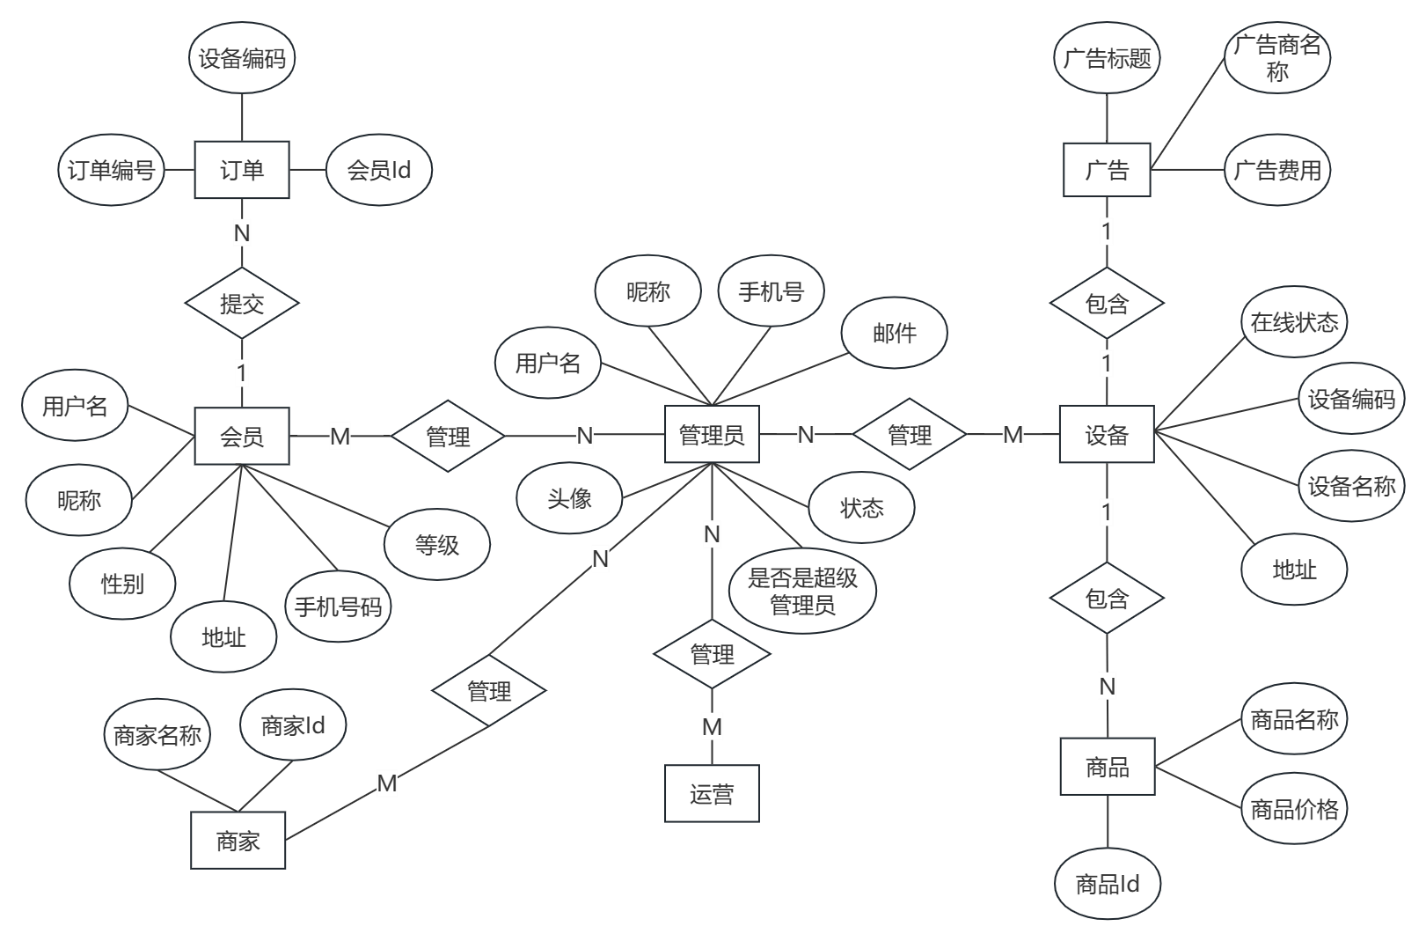 设备编码
广告标题
广告商名
称
订单编号
订单
会员Id
广告
广告费用
N
1
提交
昵称
手机号
包含
在线状态
邮件
用户名
1
1
用户名
会员
M
管理
N
管理员
N
管理
M
设备
设备编码
昵称
头像
状态
设备名称
等级
N
N
1
性别
手机号码
地址
是否是超级
管理员
地址
包含
管理
管理
N
商家名称
商家Id
M
M
商品名称
商品
商品价格
运营
商家
商品Id